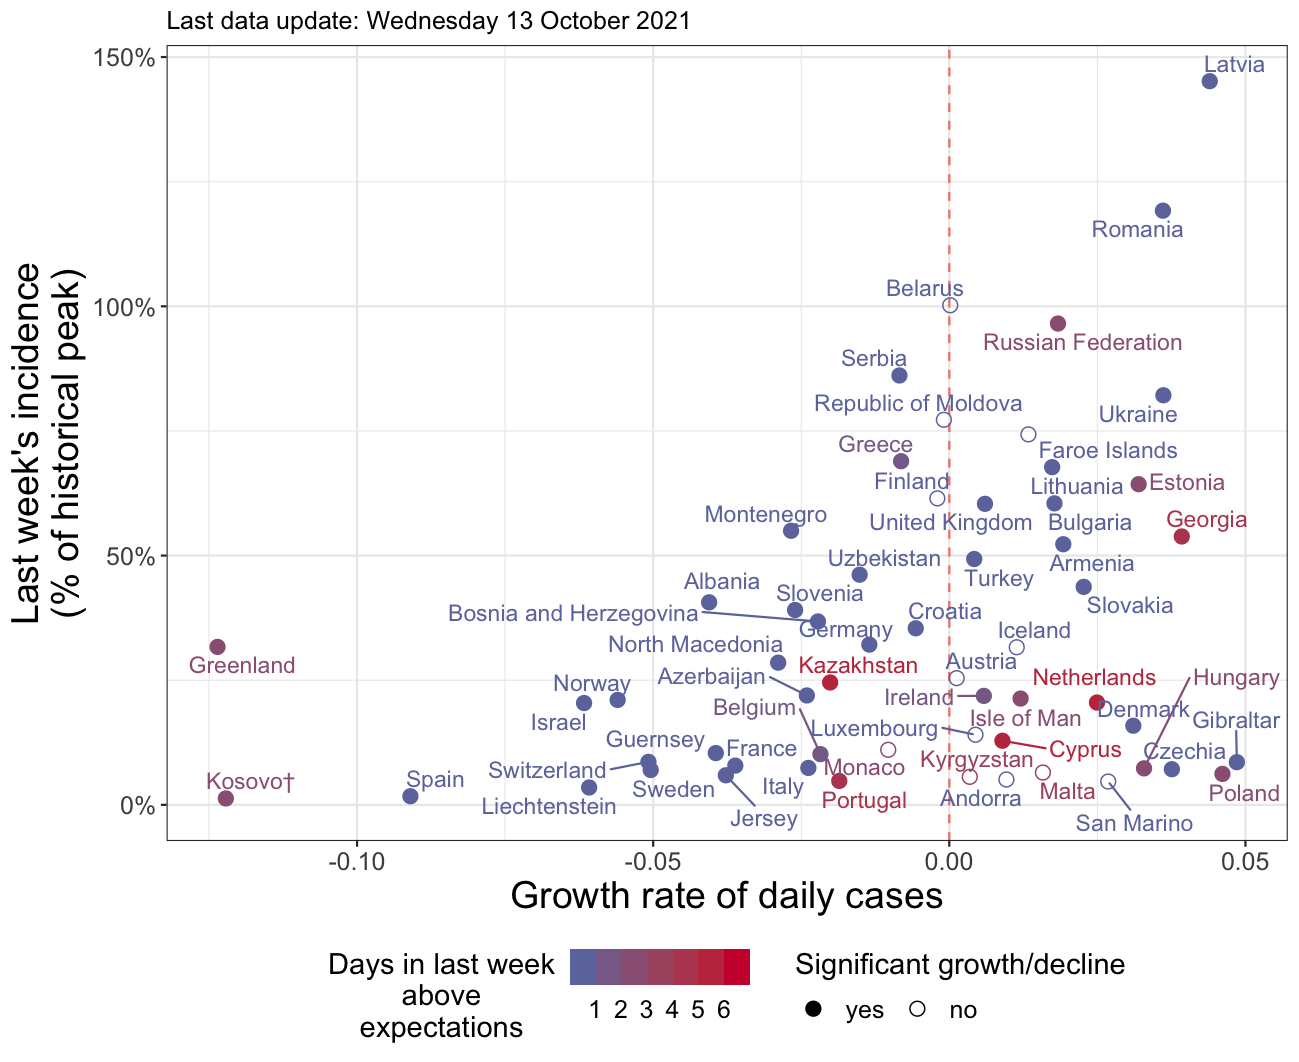 Last data update: Wednesday 13 October 2021
150%
100%
50%
0%
Last week's incidence
(% of historical peak)
Latvia
Romania
Belarus
Russian Federation
Serbia
Republic of Moldova
Ukraine
Greece
Faroe Islands
Finland
Lithuania
Estonia
Montenegro
United Kingdom
Bulgaria
Georgia
Uzbekistan
Turkey
Armenia
Albania
Slovenia
Slovakia
Bosnia and Herzegovina
Croatia
Germany
Iceland
North Macedonia
Greenland
Kazakhstan
Austria
Azerbaijan
Netherlands
Hungary
Norway
Ireland
Belgium
Isle of Man
Denmark
Israel
Luxembourg
Gibraltar
Guernsey
France
Cyprus
Czechia
Switzerland
Monaco
Kyrgyzstan
Kosovo†
Spain
Liechtenstein
Sweden
Italy
Portugal
Andorra
Malta
Poland
Jersey
San Marino
-0.10
-0.05
0.00
0.05
Growth rate of daily cases
Days in last week
above
expectations
1 2 3 4 5 6
Significant growth/decline
yes
no